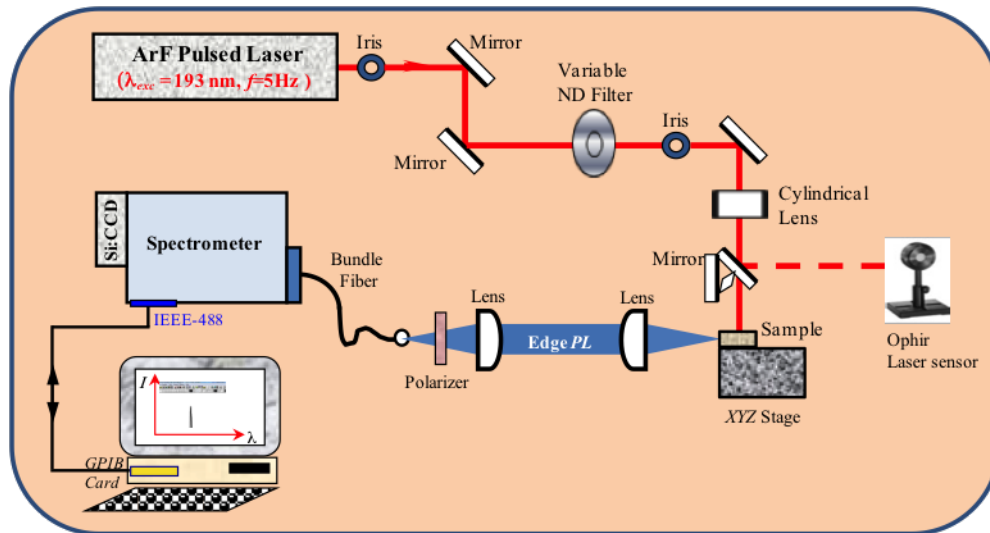 ArF Pulsed Laser
(λexc = 193 nm, f=5Hz )
Iris
Mirror
Variable
ND Filter
Iris
Mirror
Cylindrical
Lens
Si:CCD
Spectrometer
Bundle
Fiber
Mirror
IEEE-488
Lens
Lens
Edge PL
Sample
Polarizer
Ophir
Laser sensor
XYZ Stage
I
λ
GPIB
Card